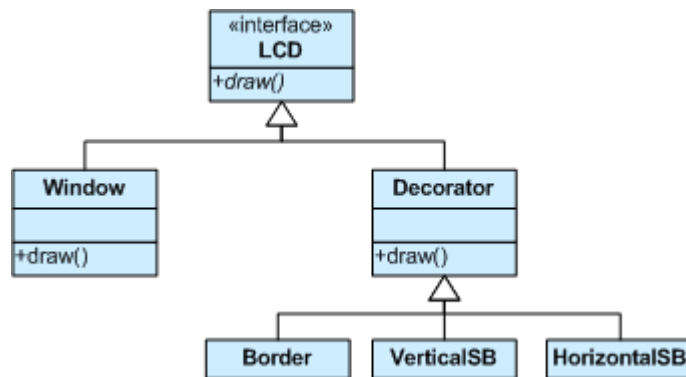 «interface»
LCD
+draw()
Window
Decorator
+draw()
+draw()
Border
VerticalSB
HorizontalSB